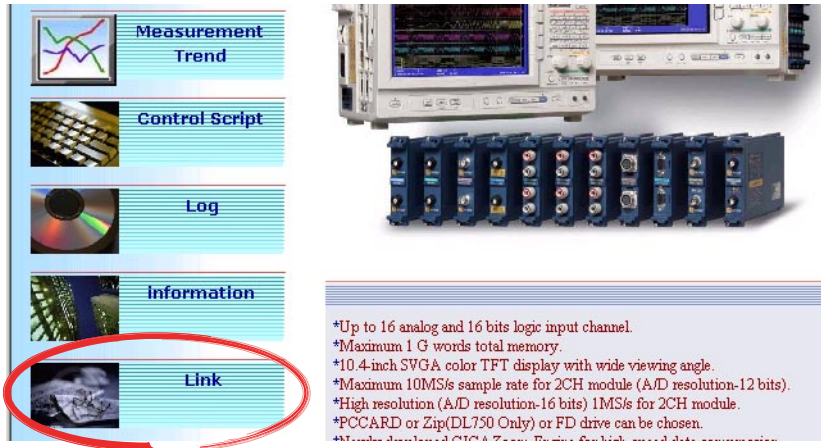 Measurement
Trend
Control Script
Log
information
Link
*Up to 16 analog and 16 bits logic input channel.
*Maximum 1 G words total memory.
*10.4-inch SVGA color TFT display with wide viewing angle.
*Maximum 10MS/s sample rate for 2CH module (A/D resolution-12 bits).
*High resolution (A/D resolution-16 bits) 1MS/s for 2CH module.
*PCCARD or Zip(DL750 Only) or FD drive can be chosen.